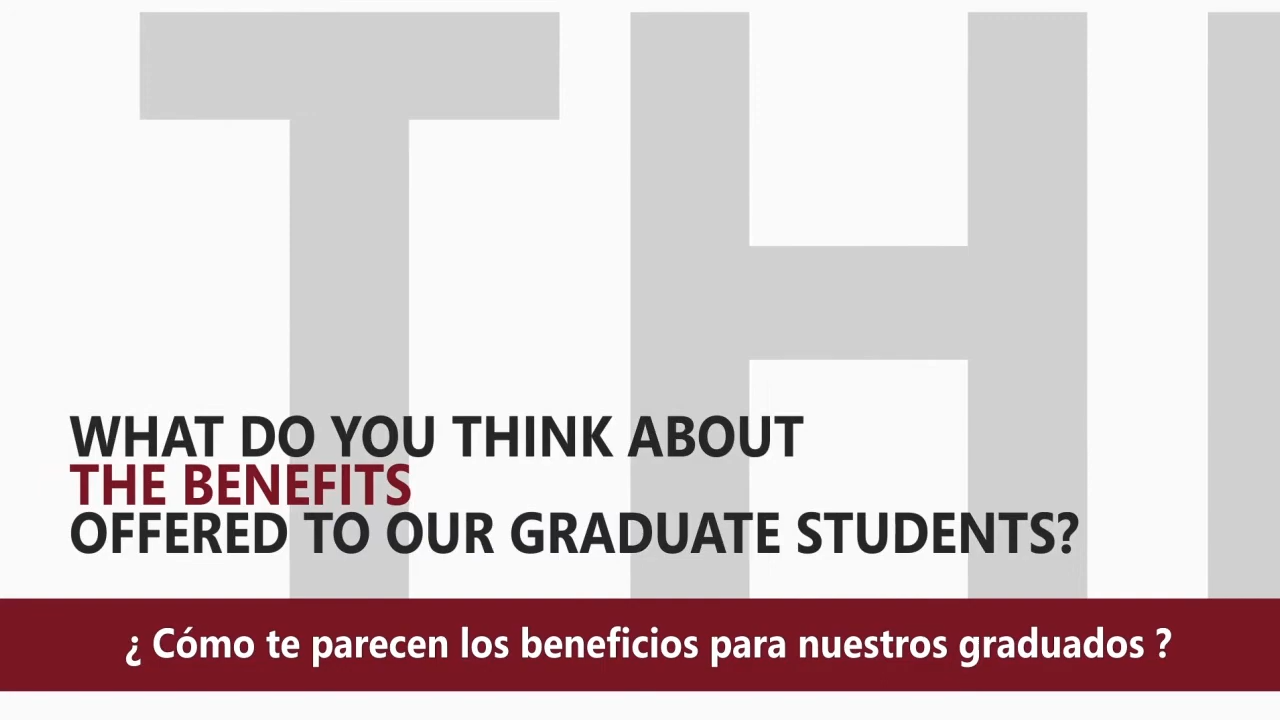 TH
WHAT DO YOU THINK ABOUT
THE BENEFITS
OFFERED TO OUR GRADUATE STUDENTS?
¿ Cómo te parecen los beneficios para nuestros graduados ?